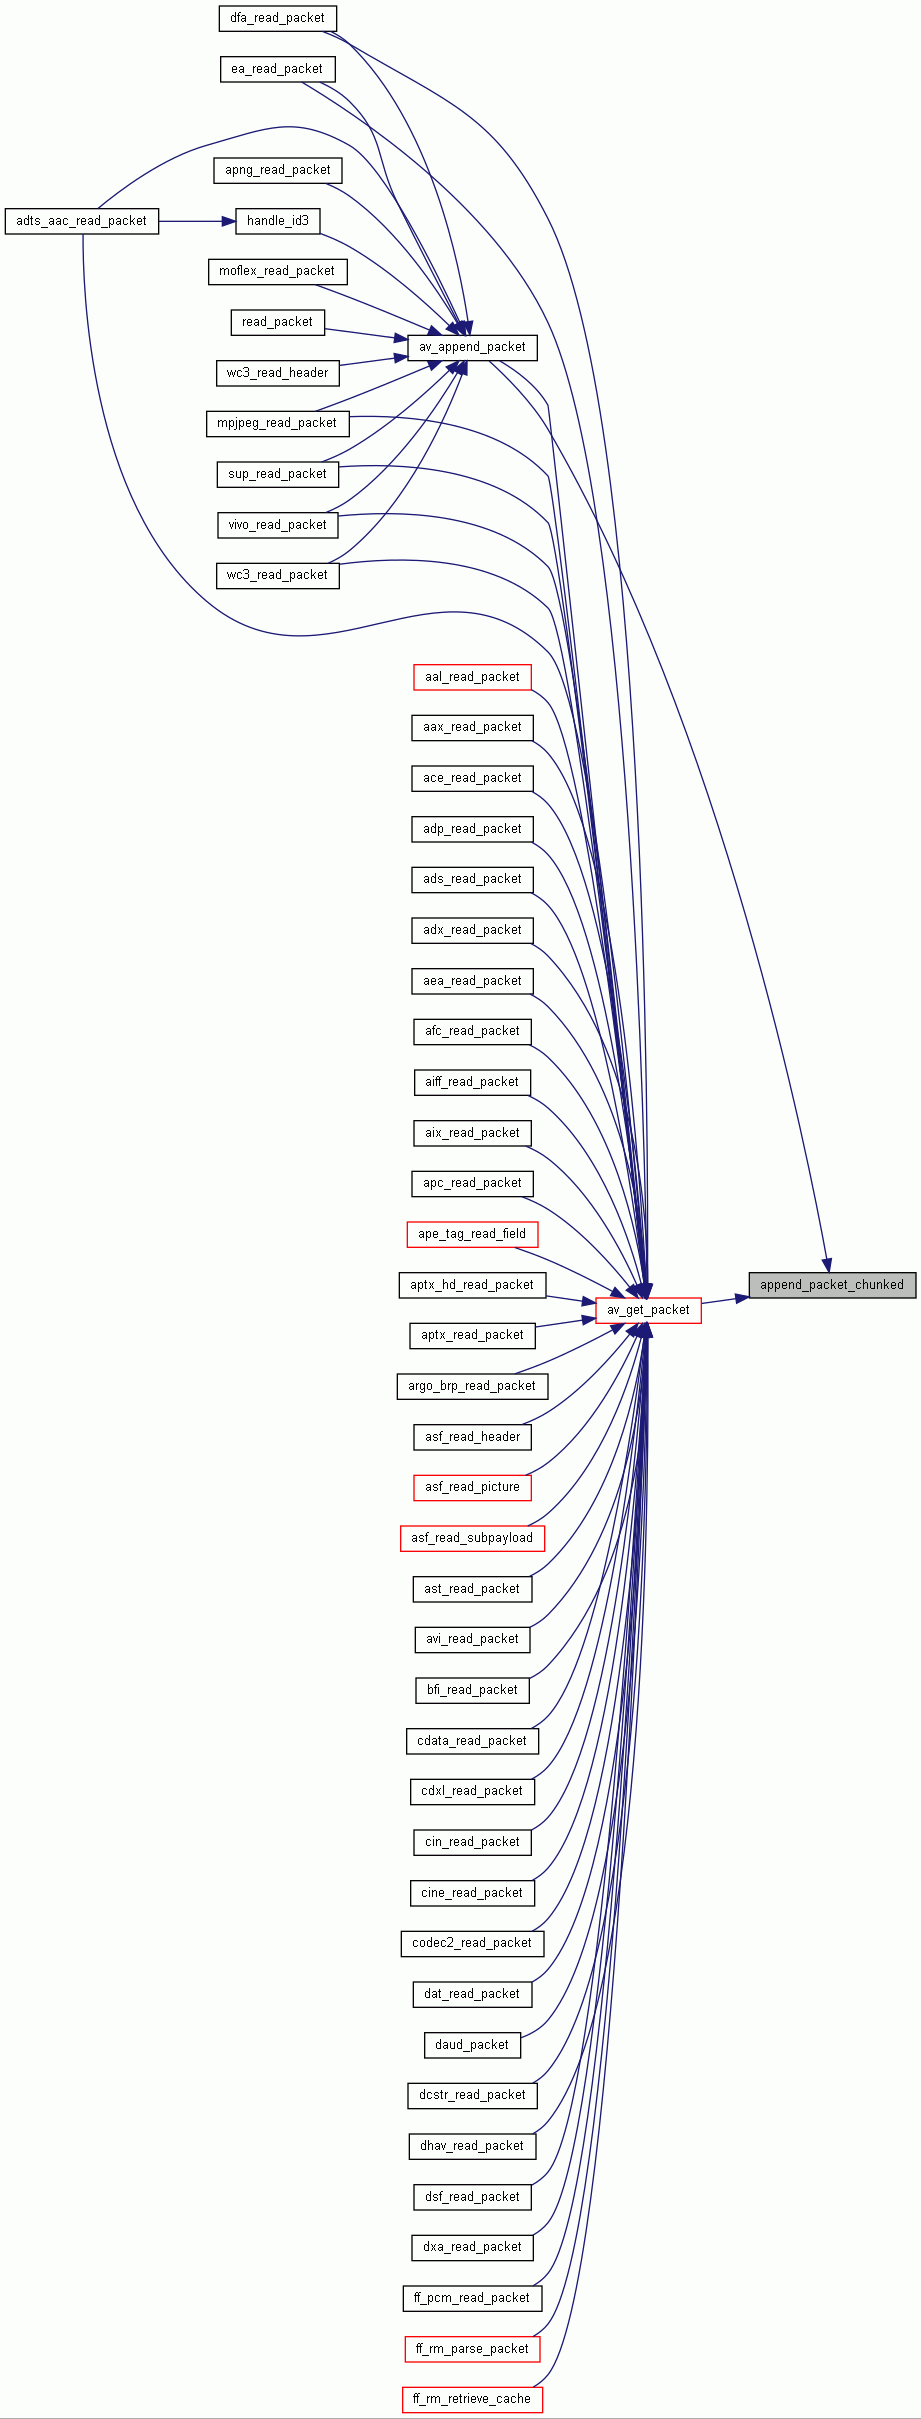 dfa_read_packet
ea_read_packet
apng_read_packet
adts_aac_read_packet
handle_id3
moflex_read_packet
read_packet
av_append_packet
wc3_read_header
mpjpeg_read_packet
sup_read_packet
vivo_read_packet
wc3_read_packet
aal_read_packet
aax_read_packet
ace_read_packet
adp_read_packet
ads_read_packet
adx_read_packet
aea_read_packet
afc_read_packet
aiff_read_packet
aix_read_packet
apc_read_packet
ape_tag_read_field
aptx_hd_read_packet
append_packet_chunked
av_get_packet
aptx_read_packet
argo_brp_read_packet
asf_read_header
asf_read_picture
asf_read_subpayload
ast_read_packet
avi_read_packet
bfi_read_packet
cdata_read_packet
cdxl_read_packet
cin_read_packet
cine_read_packet
codec2_read_packet
dat_read_packet
daud_packet
dcstr_read_packet
dhav_read_packet
dsf_read_packet
dxa_read_packet
ff_pcm_read_packet
ff_rm_parse_packet
ff_rm_retrieve_cache